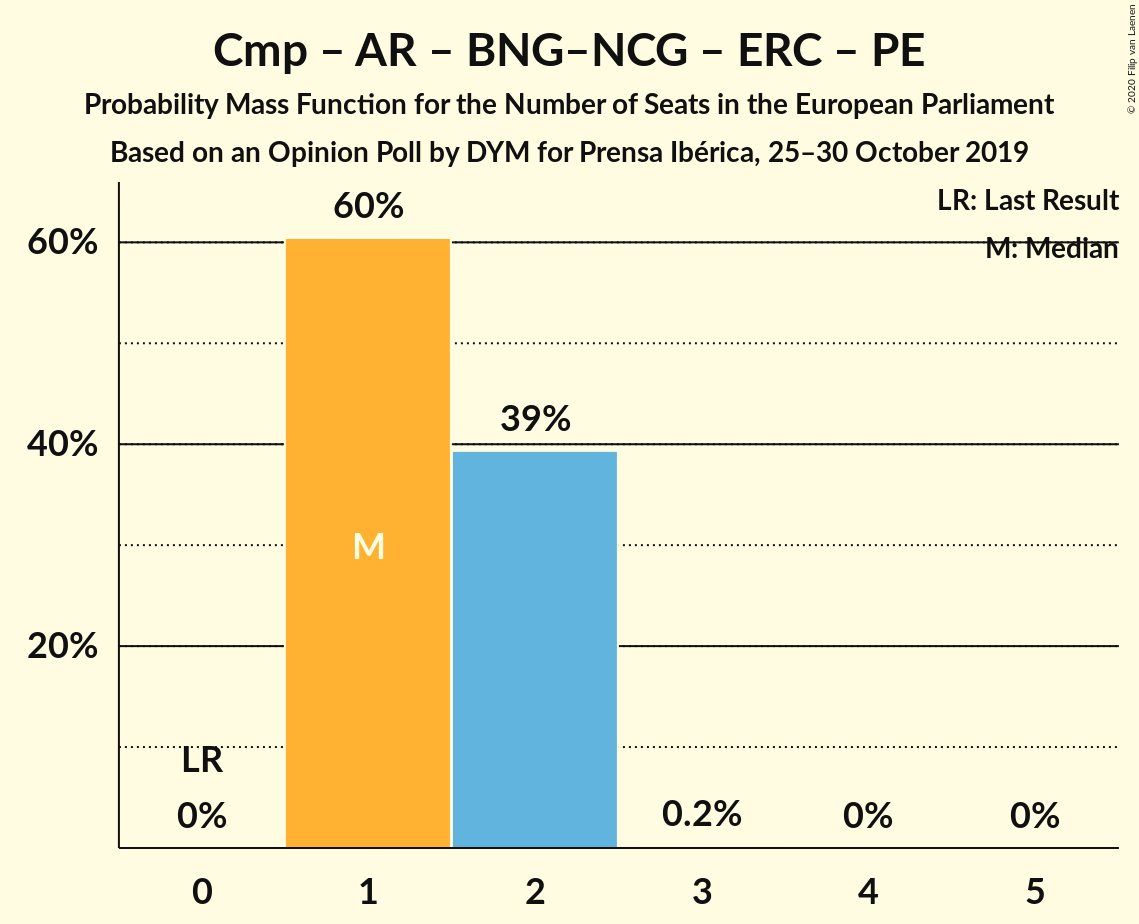 Cmp – AR – BNG–NCG – ERC – PE
Probability Mass Function for the Number of Seats in the European Parliament
Based on an Opinion Poll by DYM for Prensa Ibérica, 25–30 October 2019
© 2020 Filip van Laenen
LR: Last Result
M: Median
60%
40%
20%
60%
39%
M
LR
0%
0.2%
0%
0%
0 1 2 3 4 5